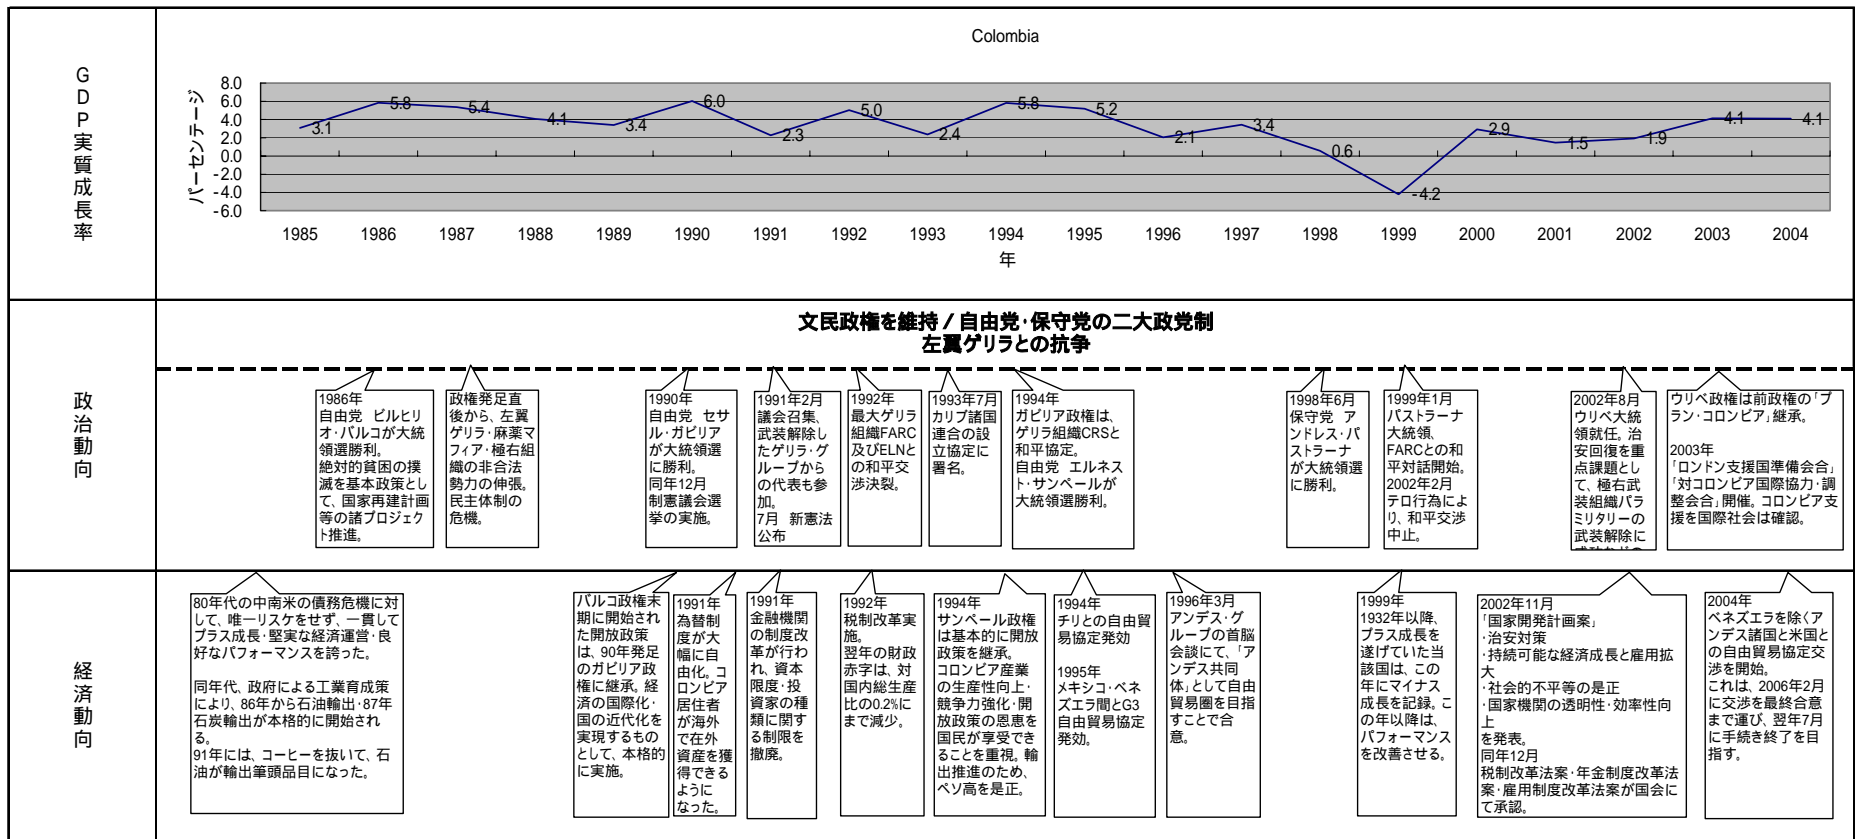 Colombia
GDP実質成長率
パーセンテージ
8.0
6.0
4.0
2.0
0.0
-2.0
-4.0
-6.0
3.1
5.8
5.4
4.1
3.4
6.0
2.3
5.0
2.4
5.8
5.2
2.1
3.4
0.6
-4.2
2.9
1.5
1.9
4.1
4.1
1985 1986 1987 1988 1989 1990 1991 1992 1993 1994 1995 1996 1997 1998 1999 2000 2001 2002 2003 2004
年
政治動向
文民政権を維持 / 自由党・保守党の二大政党制
左翼ゲリラとの抗争
1986年
自由党 ビルヒリ
オ・バルコが大統
領選勝利。
絶対的貧困の撲
滅を基本政策とし
て、国家再建計画
等の諸プロジェク
ト推進。
政権発足直
後から、左翼
ゲリラ・麻薬マ
フィア・極右組
織の非合法
勢力の伸張。
民主体制の
危機。
1990年
自由党 セサ
ル・ガビリア
が大統領選
に勝利。
同年12月
制憲議会選
挙の実施。
1991年2月
議会召集、
武装解除し
たゲリラ・グ
ループから
の代表も参
加。
7月 新憲法
公布
1992年
最大ゲリラ
組織FARC
及びELNと
の和平交
渉決裂。
1993年7月
カリブ諸国
連合の設
立協定に
署名。
1994年
ガビリア政権は、
ゲリラ組織CRSと
和平協定。
自由党 エルネス
ト・サンペールが
大統領選勝利。
1998年6月
保守党 ア
ンドレス・パ
ストラーナ
が大統領選
に勝利。
1999年1月
パストラーナ
大統領、
FARCとの和
平対話開始。
2002年2月
テロ行為によ
り、和平交渉
中止。
2002年8月
ウリベ大統
領就任。治
安回復を重
点課題とし
て、極右武
装組織パラ
ミリタリーの
武装解除に
ウリベ政権は前政権の「プ
ラン・コロンビア」継承。
2003年
「ロンドン支援国準備会合」
「対コロンビア国際協力・調
整会合」開催。コロンビア支
援を国際社会は確認。
経済動向
80年代の中南米の債務危機に対
して、唯一リスケをせず、一貫して
プラス成長・堅実な経済運営・良
好なパフォーマンスを誇った。
同年代、政府による工業育成策
により、86年から石油輸出・87年
石炭輸出が本格的に開始され
る。
91年には、コーヒーを抜いて、石
油が輸出筆頭品目になった。
バルコ政権末
期に開始され
た開放政策
は、90年発足
のガビリア政
権に継承。経
済の国際化・
国の近代化を
実現するもの
として、本格的
に実施。
1991年
為替制
度が大
幅に自
由化。コ
ロンビア
居住者
が海外
で在外
資産を獲
得できる
ように
なった。
1991年
金融機関
の制度改
革が行わ
れ、資本
限度・投
資家の種
類に関す
る制限を
撤廃。
1992年
税制改革実
施。
翌年の財政
赤字は、対
国内総生産
比の0.2%に
まで減少。
1994年
サンペール政権
は基本的に開放
政策を継承。
コロンビア産業
の生産性向上・
競争力強化・開
放政策の恩恵を
国民が享受でき
ることを重視。輸
出推進のため、
ペソ高を是正。
1994年
チリとの自由貿
易協定発効
1995年
メキシコ・ベネ
ズエラ間とG3
自由貿易協定
発効。
1996年3月
アンデス・グ
ループの首脳
会談にて、「ア
ンデス共同
体」として自由
貿易圏を目指
すことで合
意。
1999年
1932年以降、
プラス成長を
遂げていた当
該国は、この
年にマイナス
成長を記録。こ
の年以降は、
パフォーマンス
を改善させる。
2002年11月
「国家開発計画案」
・治安対策
・持続可能な経済成長と雇用拡
大
・社会的不平等の是正
・国家機関の透明性・効率性向
上
を発表。
同年12月
税制改革法案・年金制度改革法
案・雇用制度改革法案が国会に
て承認。
2004年
ベネズエラを除くア
ンデス諸国と米国と
の自由貿易協定交
渉を開始。
これは、2006年2月
に交渉を最終合意
まで運び、翌年7月
に手続き終了を目
指す。